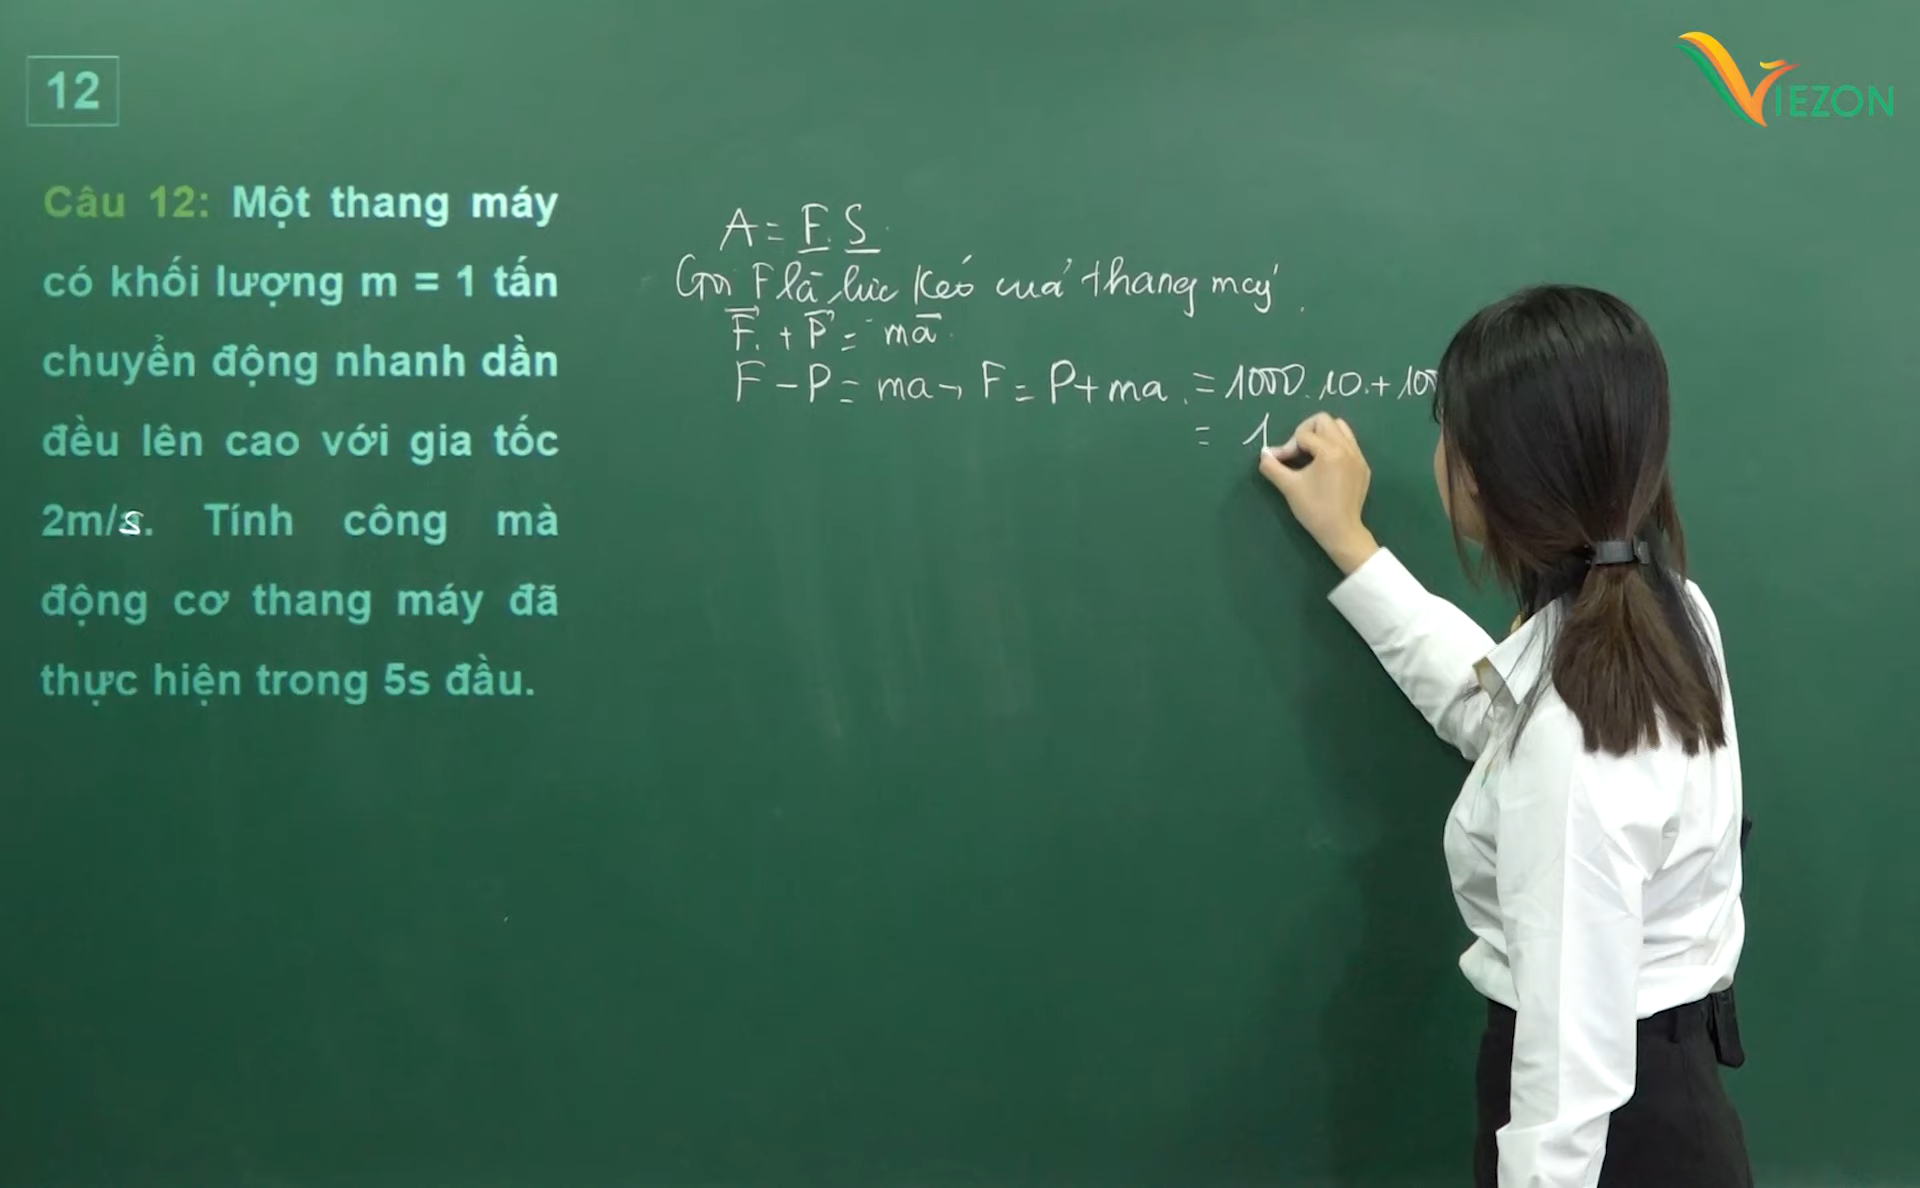 12
VIEZON
Câu 12: Một thang máy
có khối lượng m = 1 tấn
chuyển động nhanh dần
đều lên cao với gia tốc
2m/s. Tính công mà
động cơ thang máy đã
thực hiện trong 5s đầu.
A = F.S
Gọi F là lực kéo của thang máy.
F + P = ma
F - P = ma → F = P + ma = 1000.10 + 100
= 1